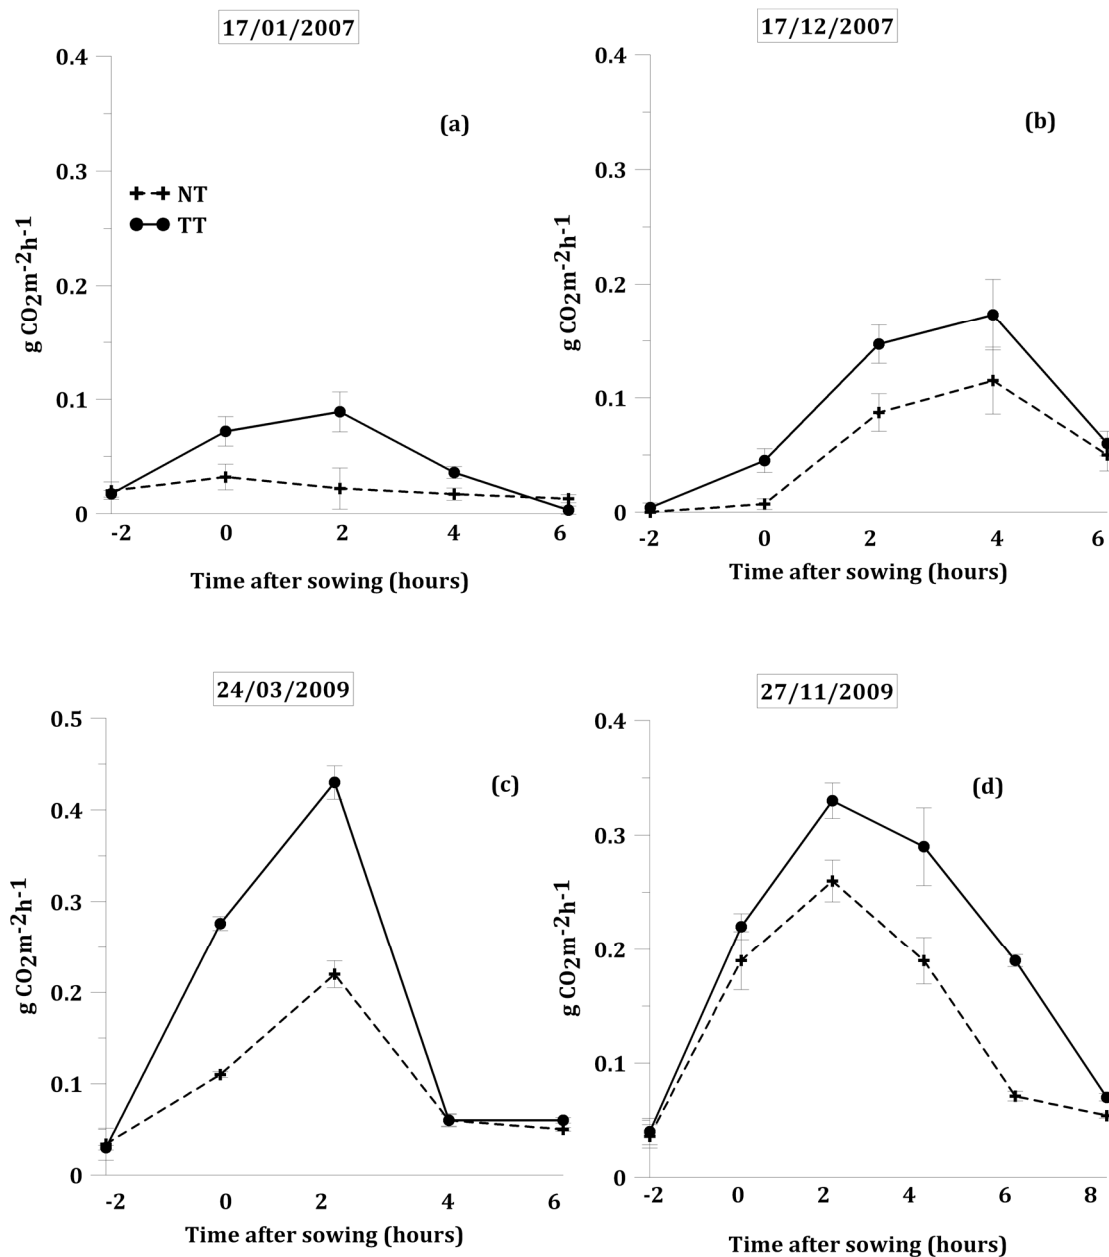 17/01/2007
0.4
0.3
0.2
0.1
0
(a)
NT
TT
g CO2m-2h-1
-2 0 2 4 6
Time after sowing (hours)
17/12/2007
0.4
0.3
0.2
0.1
0
(b)
g CO2m-2h-1
-2 0 2 4 6
Time after sowing (hours)
24/03/2009
0.5
0.4
0.3
0.2
0.1
0
(c)
g CO2m-2h-1
-2 0 2 4 6
Time after sowing (hours)
27/11/2009
0.4
0.3
0.2
0.1
0
(d)
g CO2m-2h-1
-2 0 2 4 6 8
Time after sowing (hours)